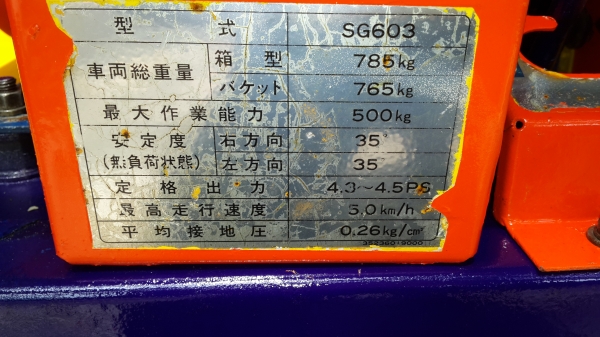 型式 SG603
車両総重量 箱型 785kg
バケット 765kg
最大作業能力 500kg
安定度 右方向 35°
(無負荷状態) 左方向 35
定格出力 4.3~4.5PS
最高走行速度 3.0km/h
平均接地圧 0.26kg/cm²